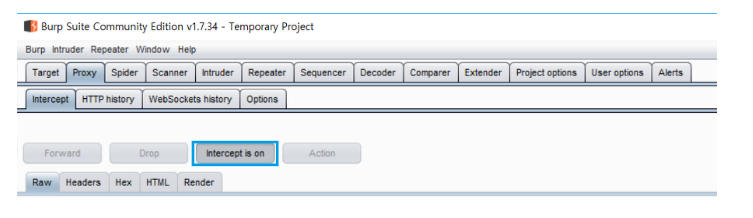 Burp Suite Community Edition v1.7.34 - Temporary Project
Burp Intruder Repeater Window Help
Target Proxy Spider Scanner Intruder Repeater Sequencer Decoder Comparer Extender Project options User options Alerts
Intercept HTTP history WebSockets history Options
Forward Drop Intercept is on Action
Raw Headers Hex HTML Render